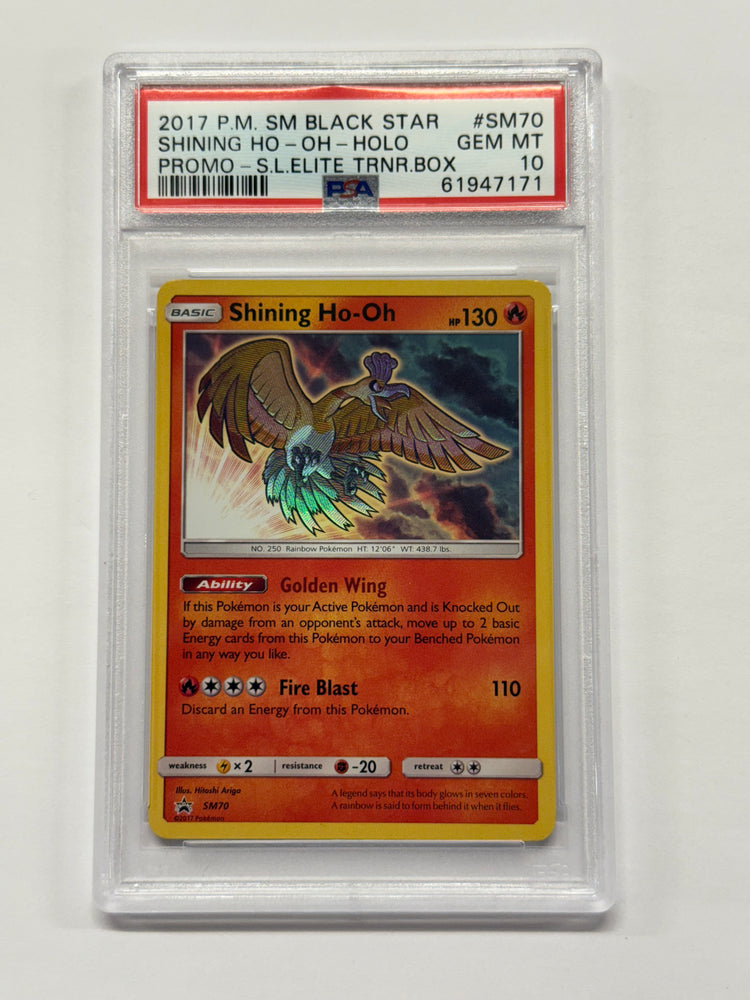 2017 P.M. SM BLACK STAR #SM70
SHINING HO-OH-HOLO GEM MT
PROMO-S.L.ELITE TRNR.BOX 10
PSA 61947171
BASIC Shining Ho-Oh HP 130
NO. 250 Rainbow Pokémon HT: 12'06" WT: 438.7 lbs.
Ability Golden Wing
If this Pokémon is your Active Pokémon and is Knocked Out
by damage from an opponent's attack, move up to 2 basic
Energy cards from this Pokémon to your Benched Pokémon
in any way you like.
Fire Blast 110
Discard an Energy from this Pokémon.
weakness ×2 resistance -20 retreat
Illus. Hitoshi Ariga
SM70
©2017 Pokémon
A legend says that its body glows in seven colors.
A rainbow is said to form behind it when it flies.
PSA